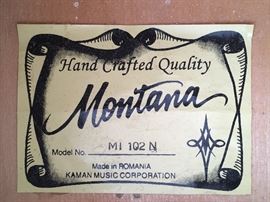 Hand Crafted Quality
Montana
Model No. MI 102 N
Made in ROMANIA
KAMAN MUSIC CORPORATION